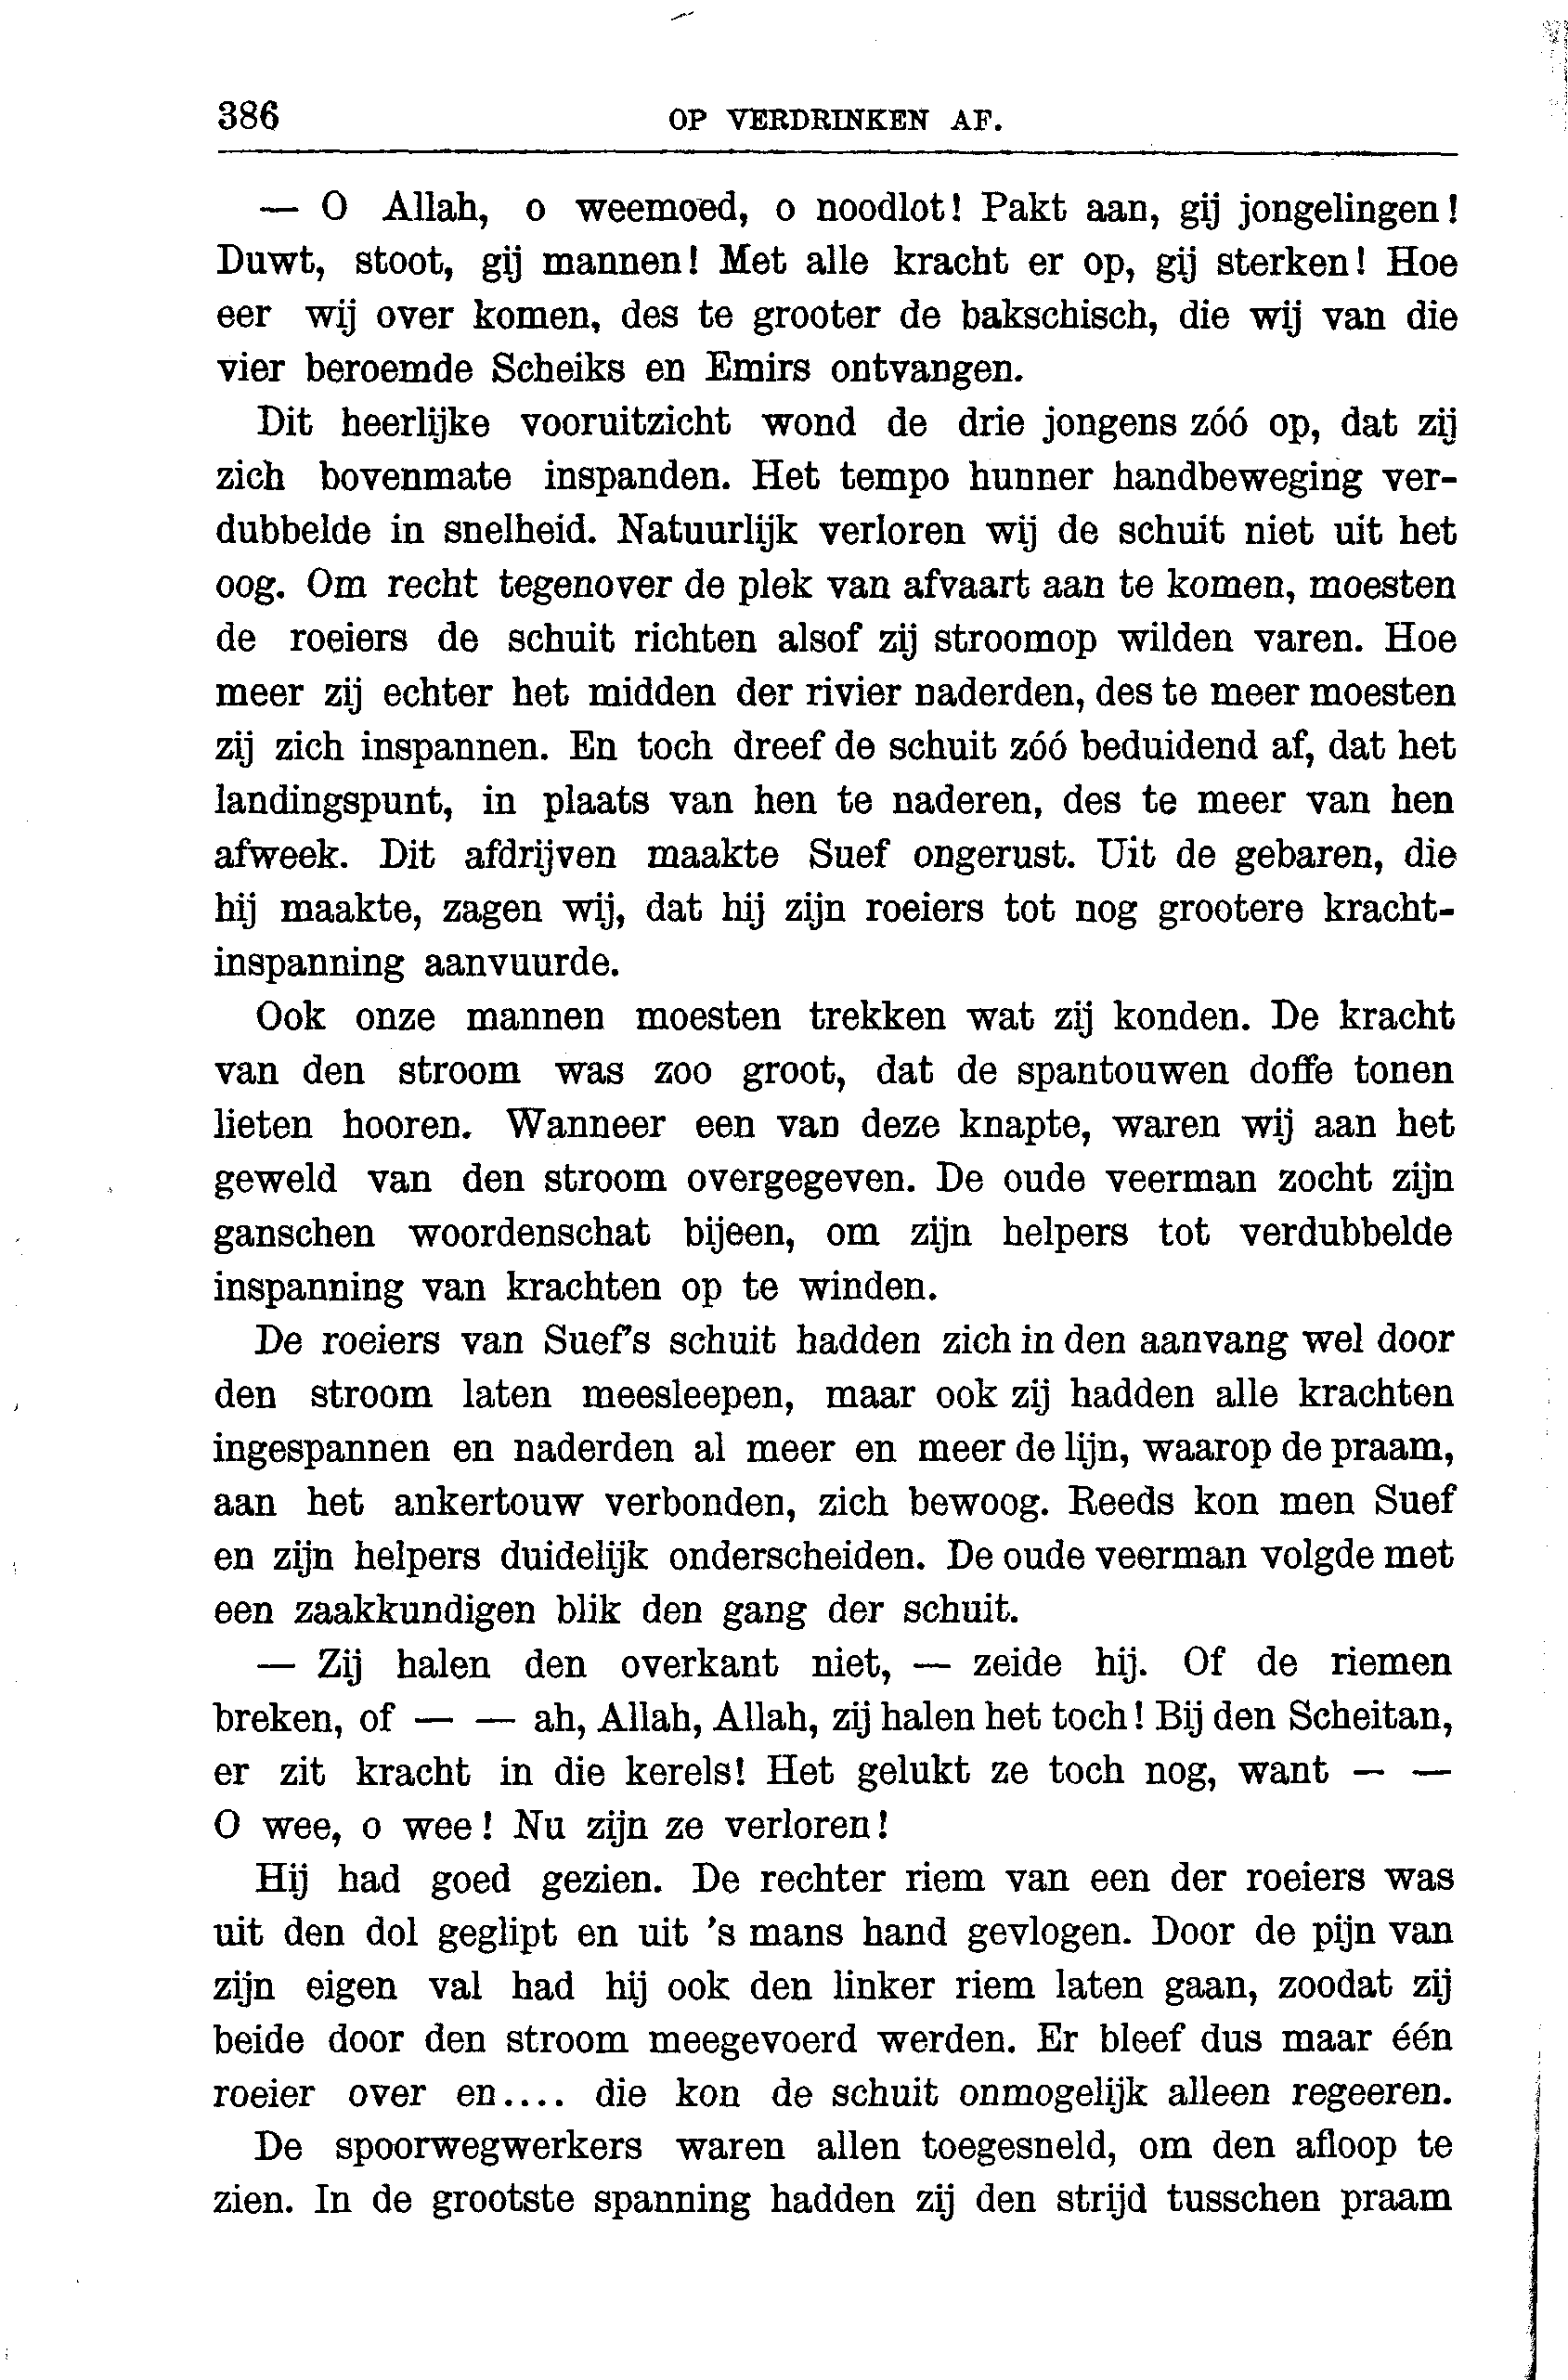 386 OP VERDRINKEN AF.
— O Allah, o weemoed, o noodlot! Pakt aan, gij jongelingen!
Duwt, stoot, gij mannen! Met alle kracht er op, gij sterken! Hoe
eer wij over komen, des te grooter de bakschisch, die wij van die
vier beroemde Scheiks en Emirs ontvangen.
Dit heerlijke vooruitzicht wond de drie jongens zóó op, dat zij
zich bovenmate inspanden. Het tempo hunner handbeweging ver-
dubbelde in snelheid. Natuurlijk verloren wij de schuit niet uit het
oog. Om recht tegenover de plek van afvaart aan te komen, moesten
de roeiers de schuit richten alsof zij stroomop wilden varen. Hoe
meer zij echter het midden der rivier naderden, des te meer moesten
zij zich inspannen. En toch dreef de schuit zóó beduidend af, dat het
landingspunt, in plaats van hen te naderen, des te meer van hen
afweek. Dit afdrijven maakte Suef ongerust. Uit de gebaren, die
hij maakte, zagen wij, dat hij zijn roeiers tot nog grootere kracht-
inspanning aanvuurde.
Ook onze mannen moesten trekken wat zij konden. De kracht
van den stroom was zoo groot, dat de spantouwen doffe tonen
lieten hooren. Wanneer een van deze knapte, waren wij aan het
geweld van den stroom overgegeven. De oude veerman zocht zijn
ganschen woordenschat bijeen, om zijn helpers tot verdubbelde
inspanning van krachten op te winden.
De roeiers van Suef's schuit hadden zich in den aanvang wel door
den stroom laten meesleepen, maar ook zij hadden alle krachten
ingespannen en naderden al meer en meer de lijn, waarop de praam,
aan het ankertouw verbonden, zich bewoog. Reeds kon men Suef
en zijn helpers duidelijk onderscheiden. De oude veerman volgde met
een zaakkundigen blik den gang der schuit.
— Zij halen den overkant niet, — zeide hij. Of de riemen
breken, of — — ah, Allah, Allah, zij halen het toch! Bij den Scheitan,
er zit kracht in die kerels! Het gelukt ze toch nog, want — —
O wee, o wee! Nu zijn ze verloren!
Hij had goed gezien. De rechter riem van een der roeiers was
uit den dol geglipt en uit 's mans hand gevlogen. Door de pijn van
zijn eigen val had hij ook den linker riem laten gaan, zoodat zij
beide door den stroom meegevoerd werden. Er bleef dus maar één
roeier over en.... die kon de schuit onmogelijk alleen regeeren.
De spoorwegwerkers waren allen toegesneld, om den afloop te
zien. In de grootste spanning hadden zij den strijd tusschen praam